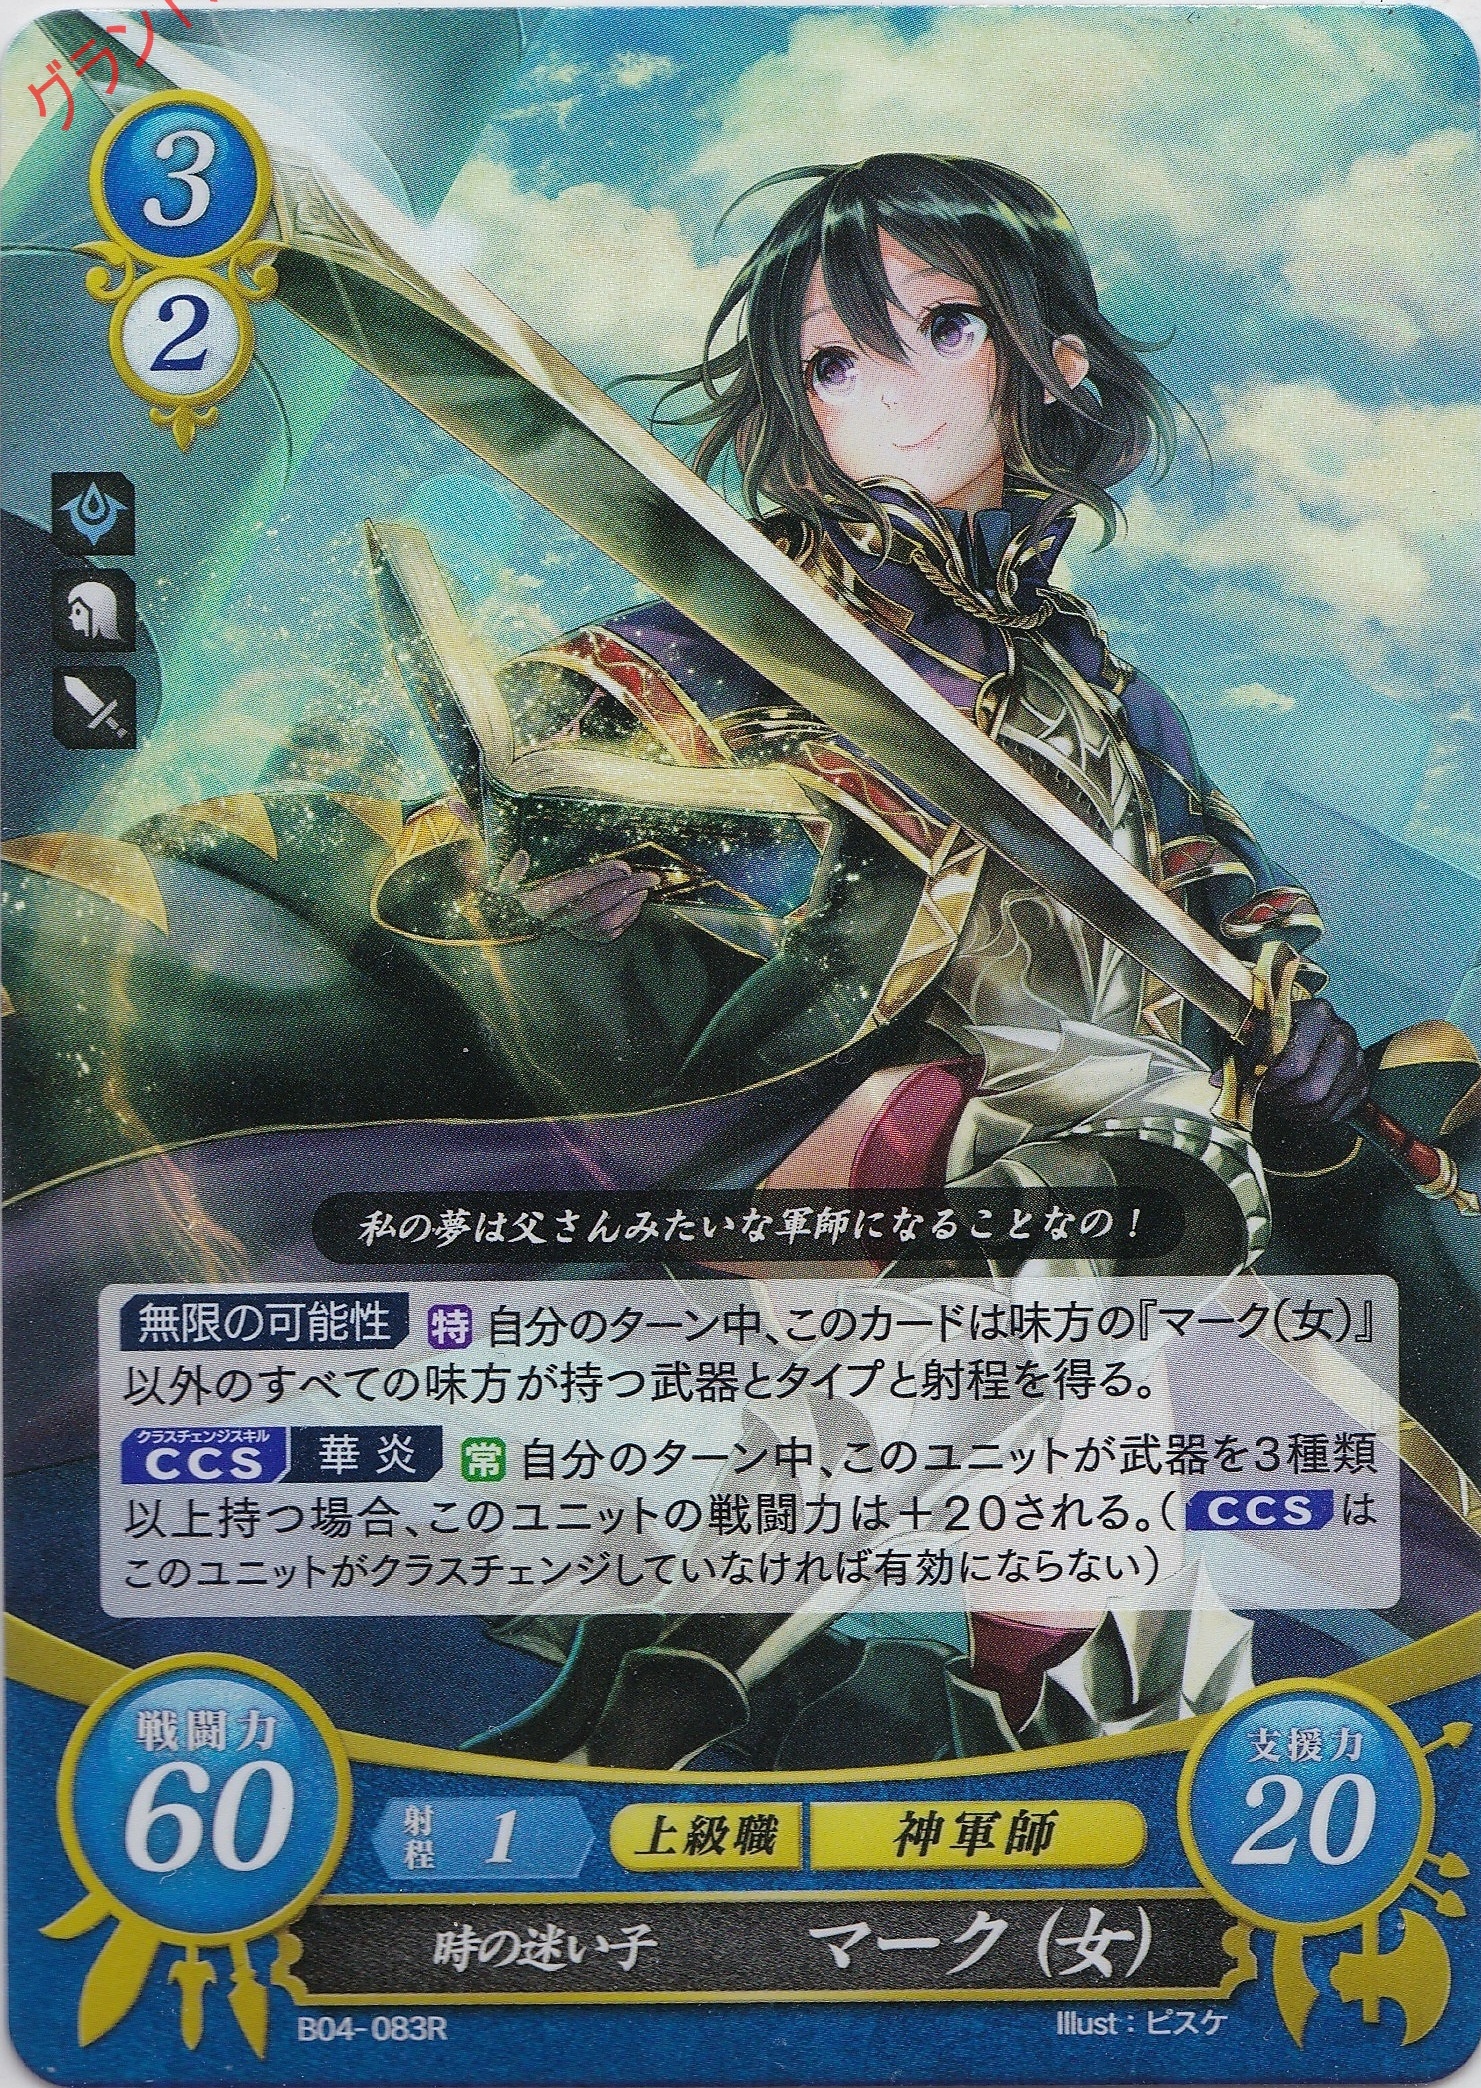 グランド
3
2
私の夢は父さんみたいな軍師になることなの！
無限の可能性 特 自分のターン中、このカードは味方の『マーク(女)』
以外のすべての味方が持つ武器とタイプと射程を得る。
クラスチェンジスキル
CCS 華炎 常 自分のターン中、このユニットが武器を3種類
以上持つ場合、このユニットの戦闘力は＋20される。(CCSは
このユニットがクラスチェンジしていなければ有効にならない)
戦闘力
60
射程 1
上級職 神軍師
支援力
20
時の迷い子 マーク(女)
B04-083R
Illust：ピスケ